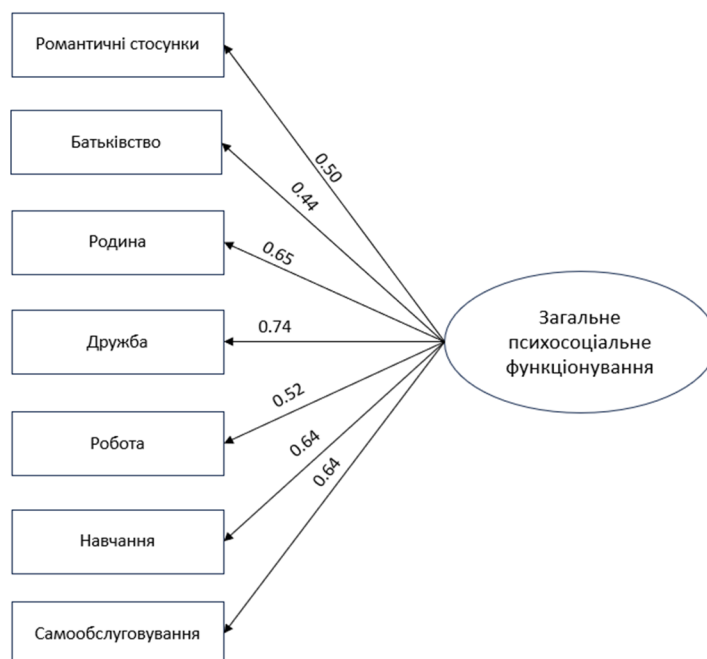 Романтичні стосунки
0.50
Батьківство
0.44
Родина
0.65
Дружба
0.74
Загальне
психосоціальне
функціонування
Робота
0.52
Навчання
0.64
Самообслуговування
0.64